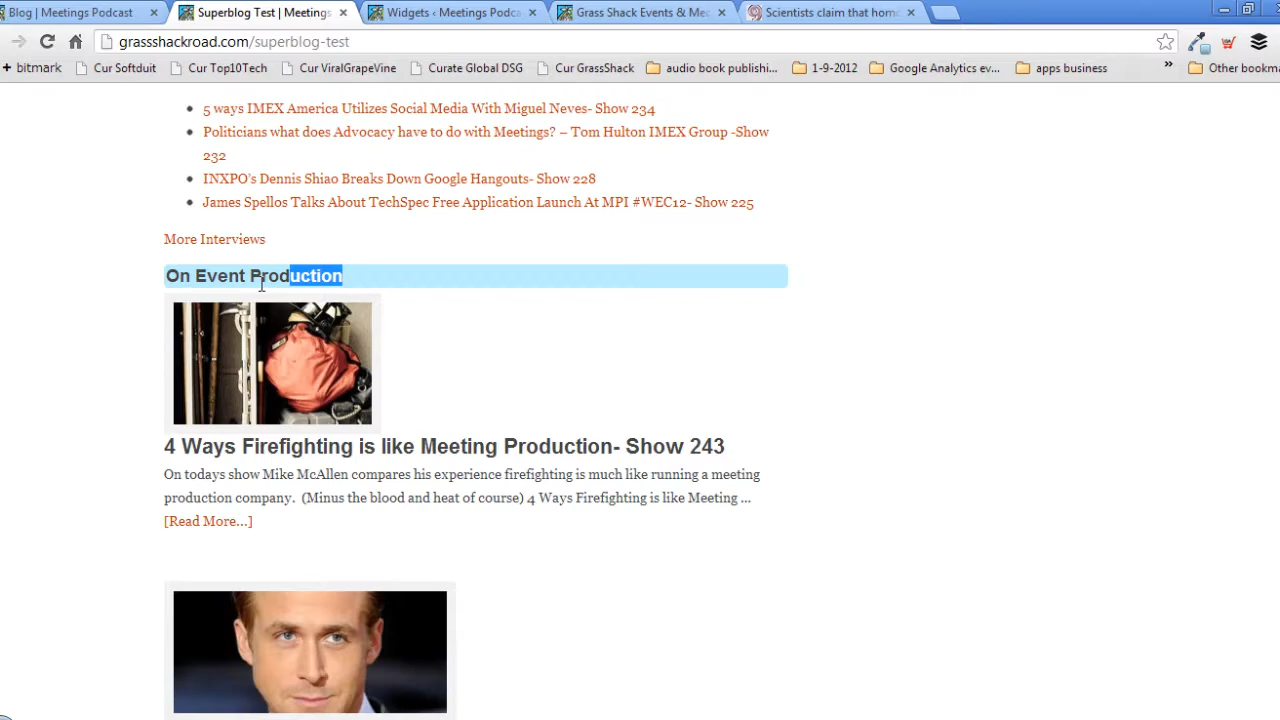 Blog | Meetings Podcast
Superblog Test | Meetings
Widgets ‹ Meetings Podca
Grass Shack Events & Me
Scientists claim that hom
grassshackroad.com/superblog-test
+ bitmark
Cur Softduit
Cur Top10Tech
Cur ViralGrapeVine
Curate Global DSG
Cur GrassShack
audio book publishi...
1-9-2012
Google Analytics ev...
apps business
»
Other bookma
5 ways IMEX America Utilizes Social Media With Miguel Neves- Show 234
Politicians what does Advocacy have to do with Meetings? – Tom Hulton IMEX Group -Show
232
INXPO's Dennis Shiao Breaks Down Google Hangouts- Show 228
James Spellos Talks About TechSpec Free Application Launch At MPI #WEC12- Show 225
More Interviews
On Event Production
4 Ways Firefighting is like Meeting Production- Show 243
On todays show Mike McAllen compares his experience firefighting is much like running a meeting
production company.  (Minus the blood and heat of course) 4 Ways Firefighting is like Meeting ...
[Read More...]